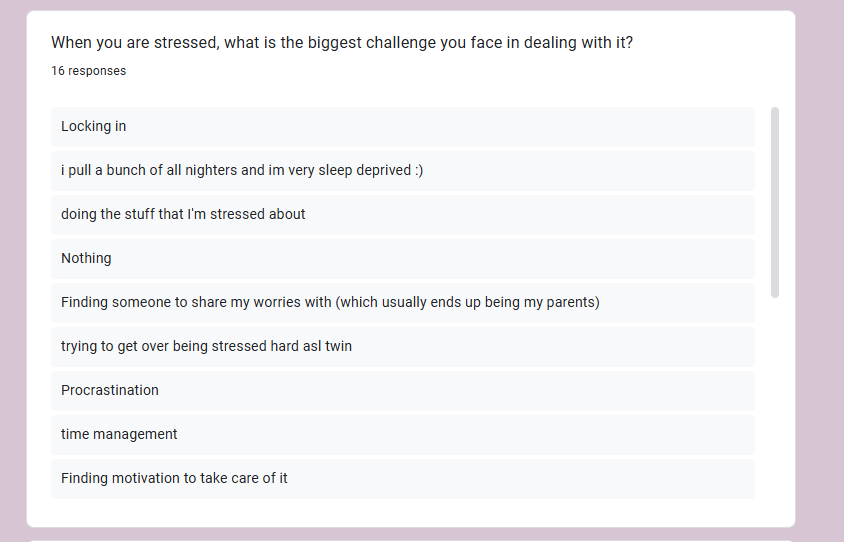 When you are stressed, what is the biggest challenge you face in dealing with it?
16 responses
Locking in
i pull a bunch of all nighters and im very sleep deprived :)
doing the stuff that I'm stressed about
Nothing
Finding someone to share my worries with (which usually ends up being my parents)
trying to get over being stressed hard asl twin
Procrastination
time management
Finding motivation to take care of it